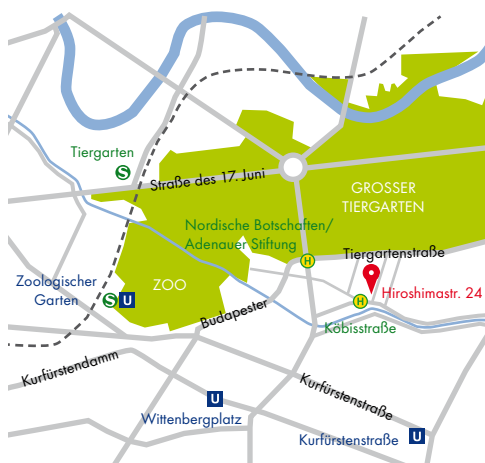 Tiergarten
S
Straße des 17. Juni
GROSSER
TIERGARTEN
Nordische Botschaften/
Adenauer Stiftung
H
Tiergartenstraße
Zoologischer
Garten
S U
ZOO
Hiroshimastr. 24
H
Budapester
Köbisstraße
Kurfürstendamm
Kurfürstenstraße
U
Wittenbergplatz
Kurfürstenstraße
U